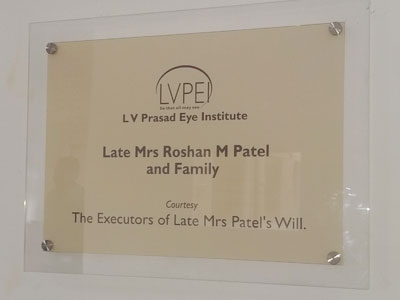 LVPEI
So that all may see
L V Prasad Eye Institute
Late Mrs Roshan M Patel
and Family
Courtesy
The Executors of Late Mrs Patel's Will.